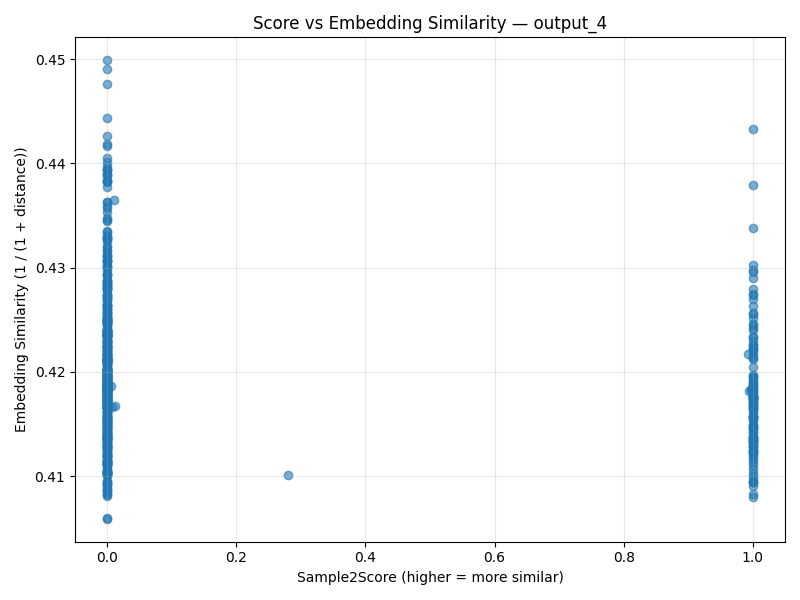 Score vs Embedding Similarity — output_4
Embedding Similarity (1 / (1 + distance))
0.45
0.44
0.43
0.42
0.41
0.0 0.2 0.4 0.6 0.8 1.0
Sample2Score (higher = more similar)